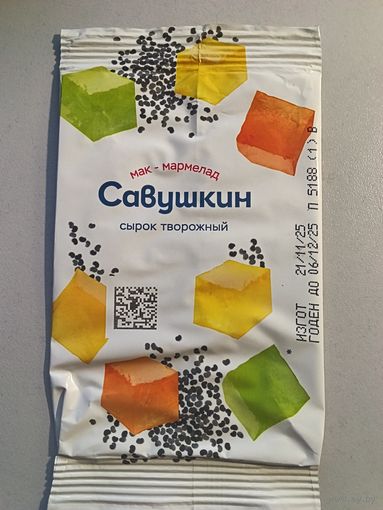 мак - мармелад
Савушкин
сырок творожный
ИЗГОТ 21/11/25
ГОДЕН ДО 06/12/25 П 5188 (1) В